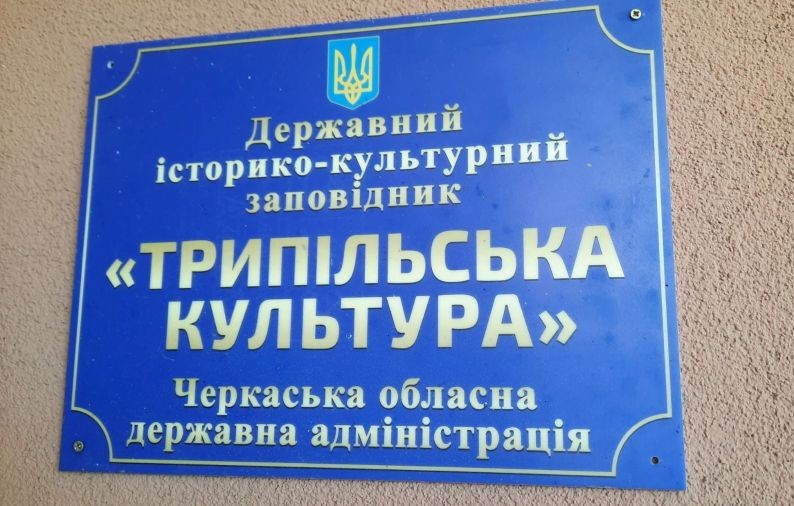 Державний
історико-культурний
заповідник
«ТРИПІЛЬСЬКА
КУЛЬТУРА»
Черкаська обласна
державна адміністрація